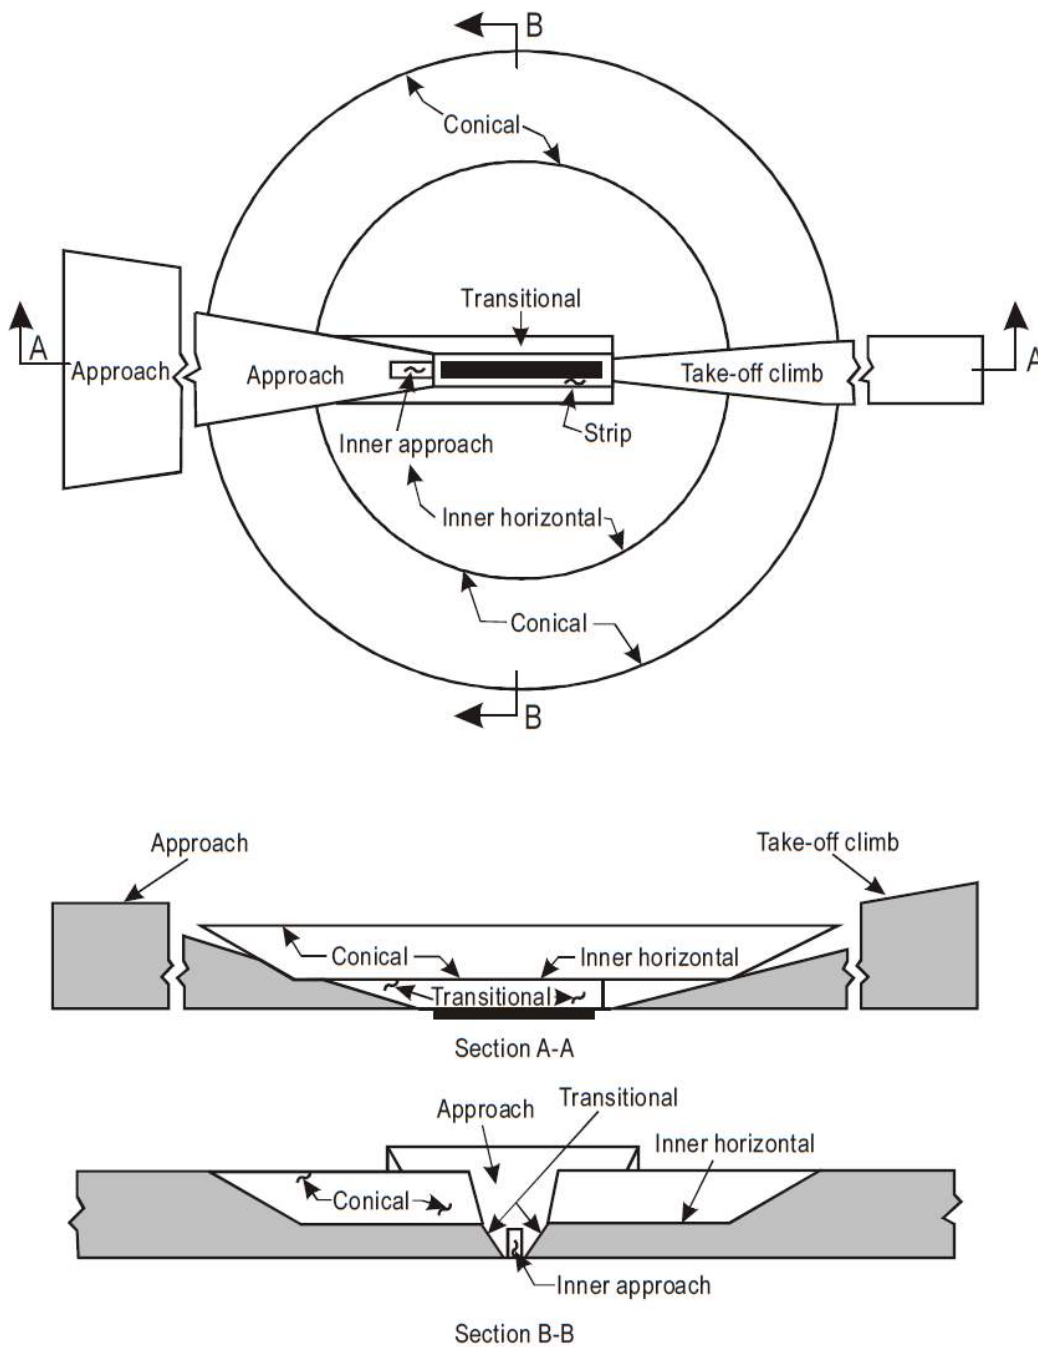 B
Conical
Transitional
A
A
Approach
Approach
Take-off climb
Inner approach
Strip
Inner horizontal
Conical
B
Approach
Take-off climb
Conical
Inner horizontal
Transitional
Section A-A
Approach
Transitional
Inner horizontal
Conical
Inner approach
Section B-B